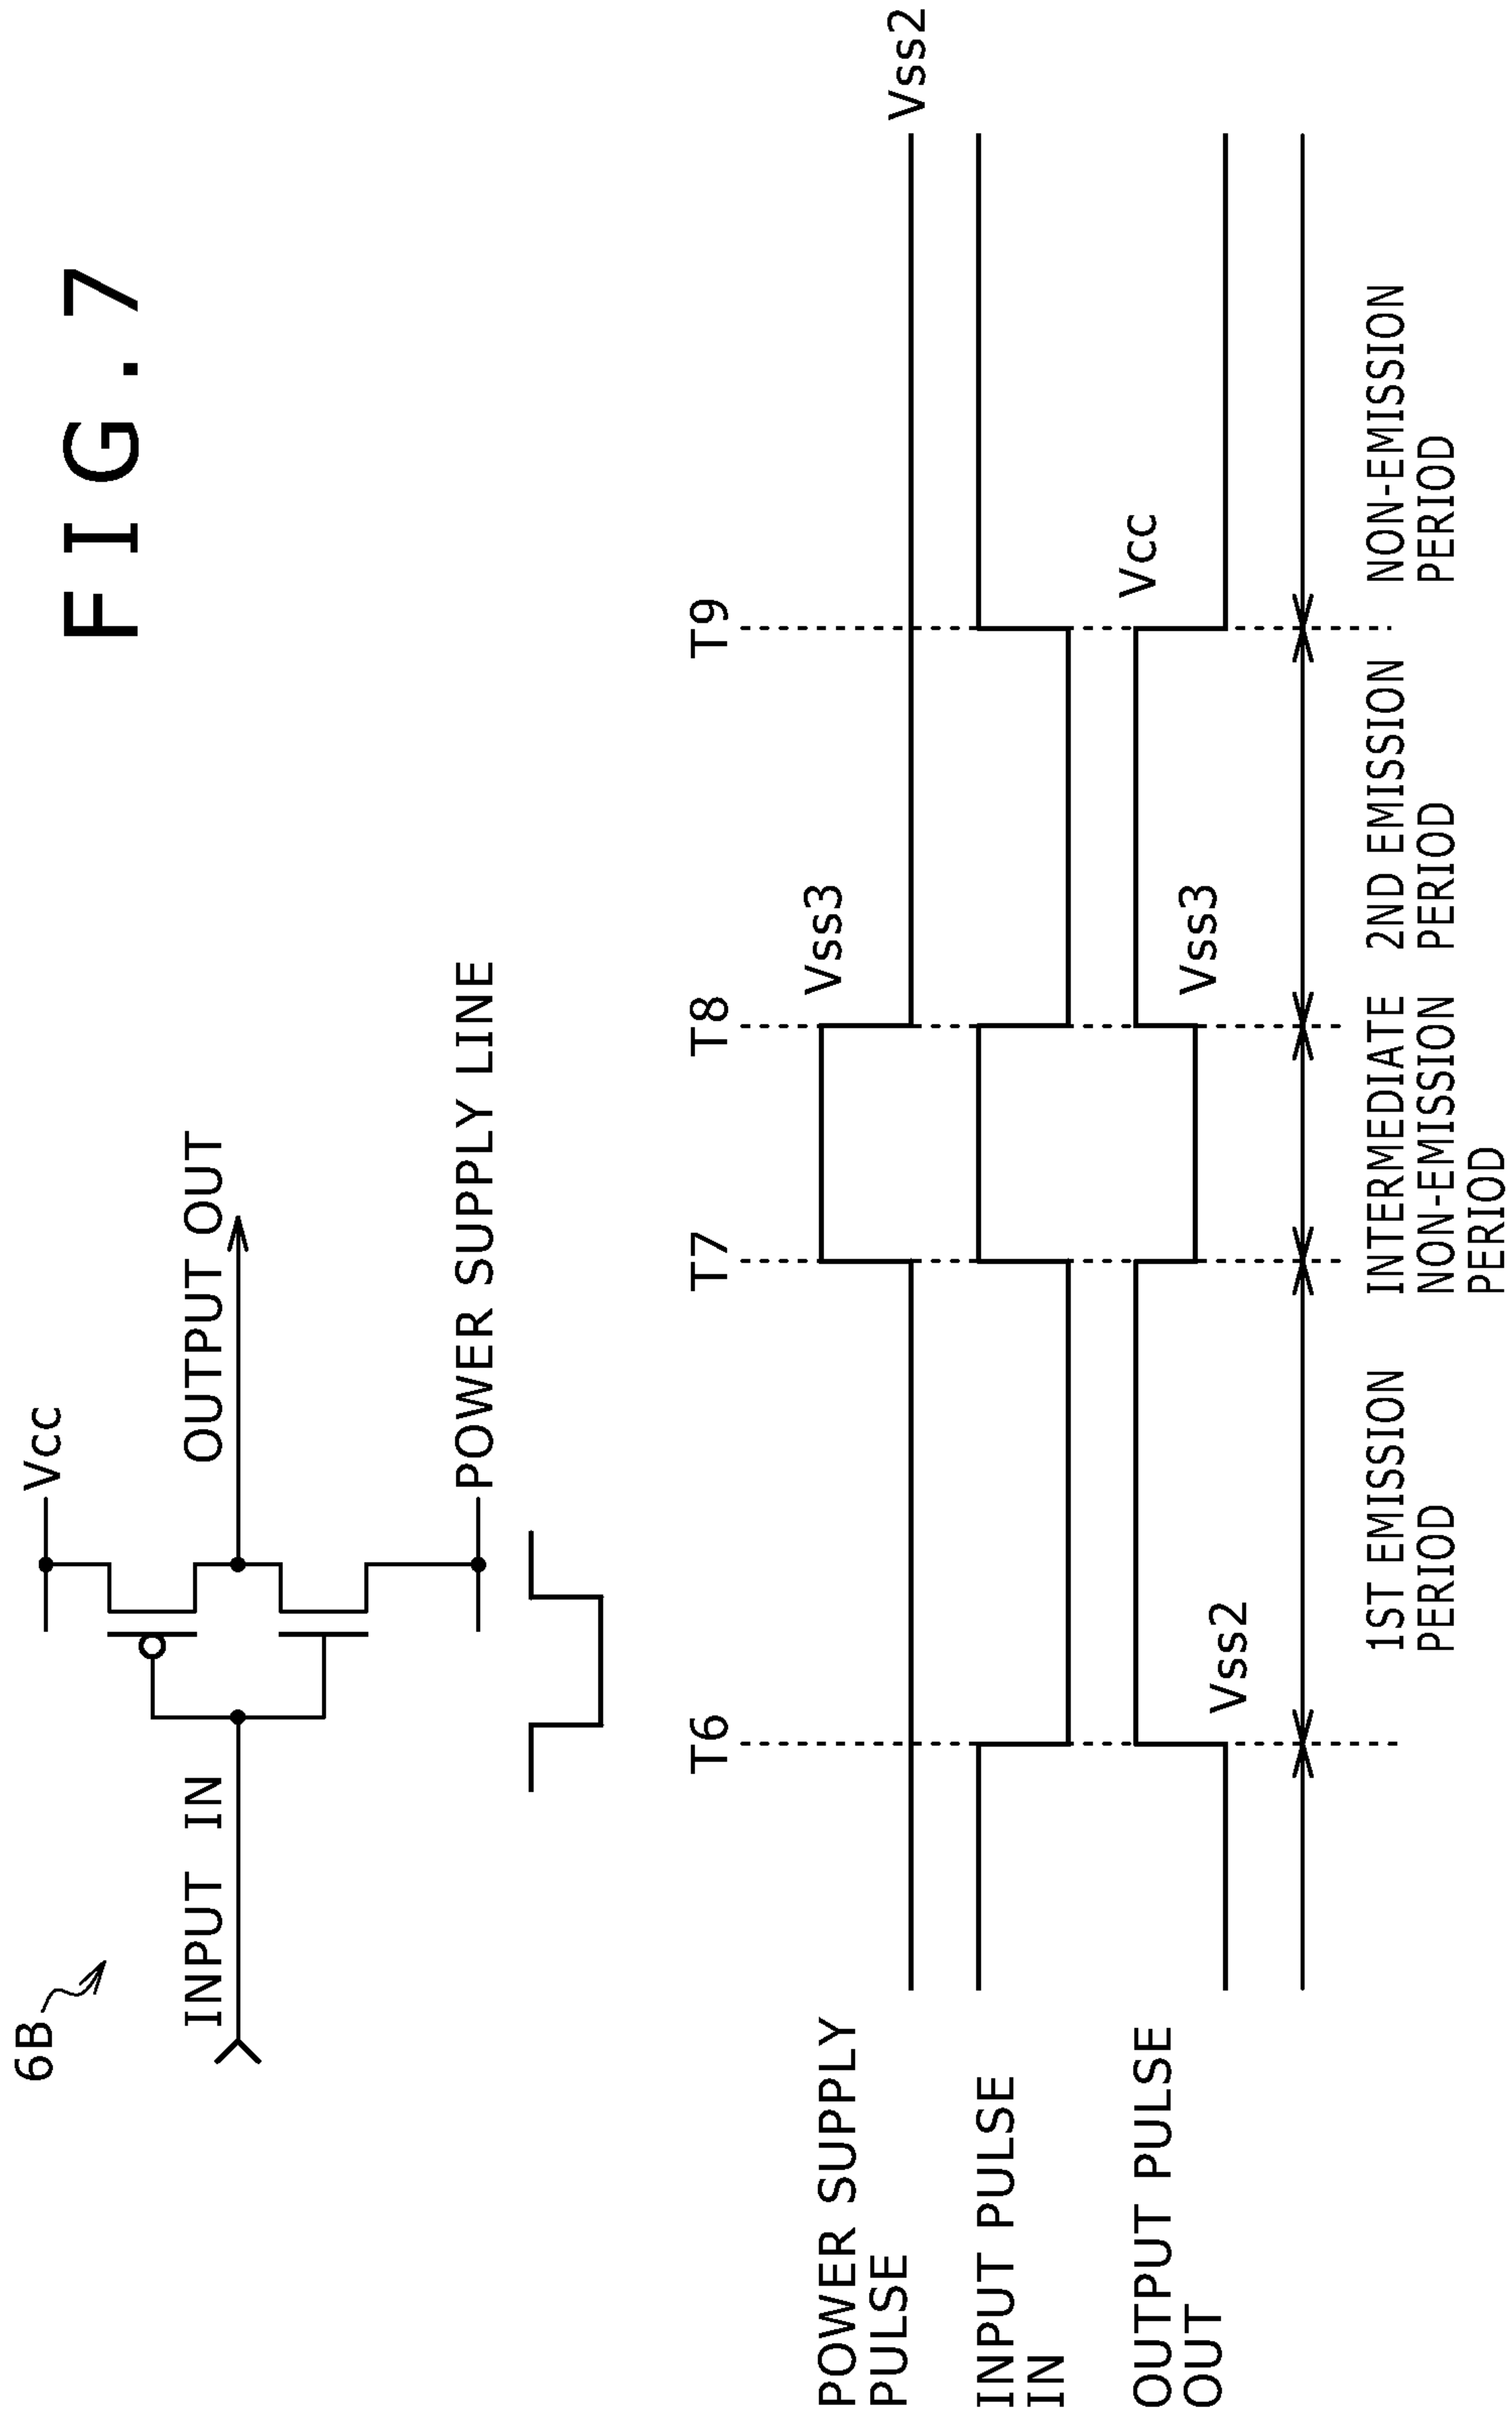 FIG.7
6B
Vcc
INPUT IN
OUTPUT OUT
POWER SUPPLY LINE
T6
T7
T8
T9
POWER SUPPLY
PULSE
Vss3
Vss2
INPUT PULSE
IN
OUTPUT PULSE
OUT
Vss2
Vss3
Vcc
1ST EMISSION
PERIOD
INTERMEDIATE
NON-EMISSION
PERIOD
2ND EMISSION
PERIOD
NON-EMISSION
PERIOD